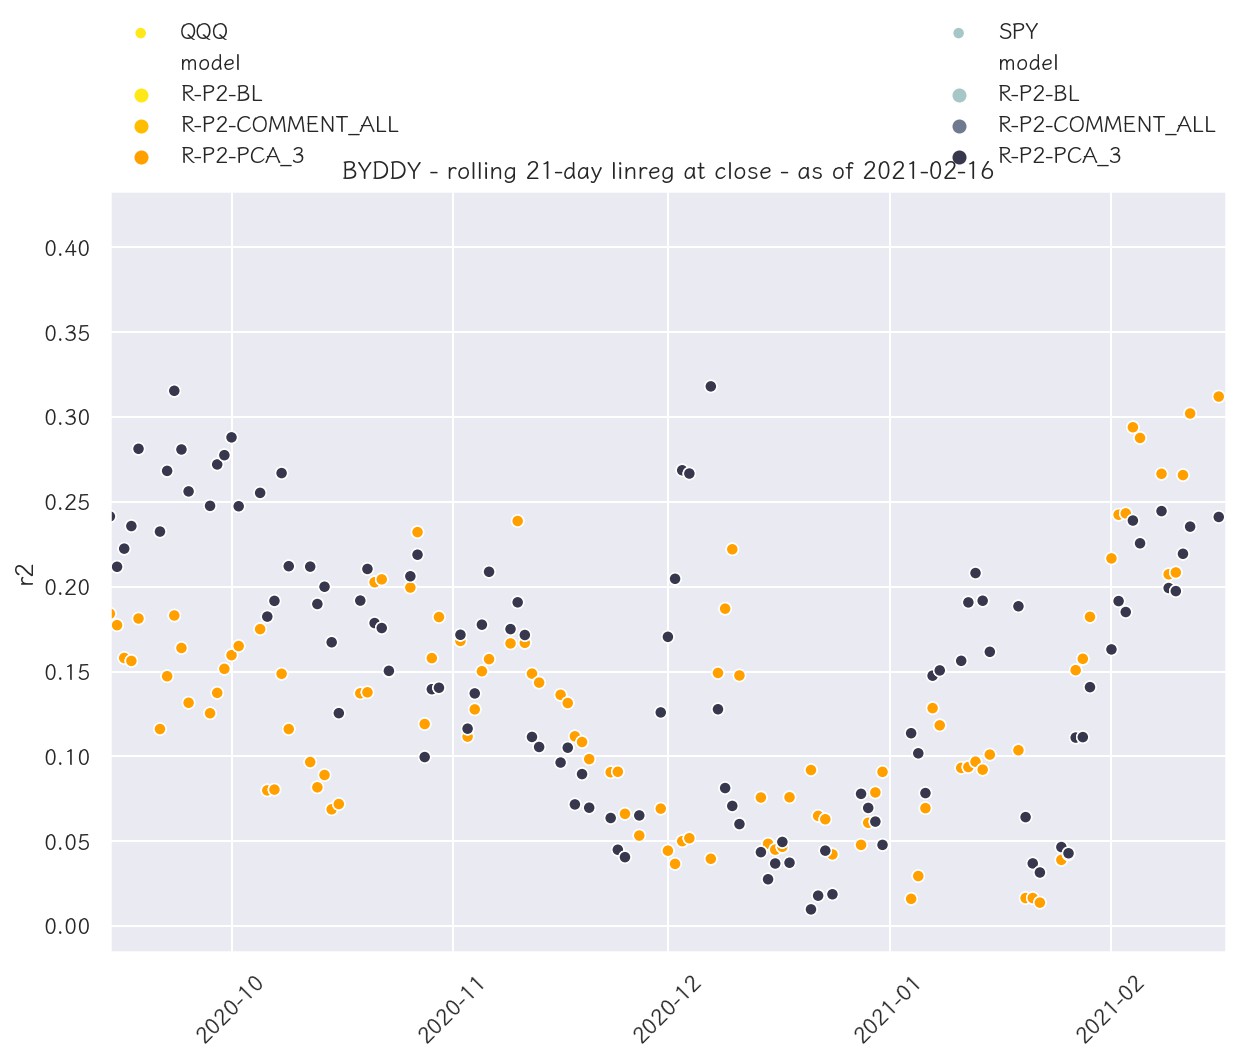 QQQ
model
R-P2-BL
R-P2-COMMENT_ALL
R-P2-PCA_3
SPY
model
R-P2-BL
R-P2-COMMENT_ALL
R-P2-PCA_3
BYDDY - rolling 21-day linreg at close - as of 2021-02-16
0.40
0.35
0.30
0.25
0.20
0.15
0.10
0.05
0.00
r2
2020-10
2020-11
2020-12
2021-01
2021-02